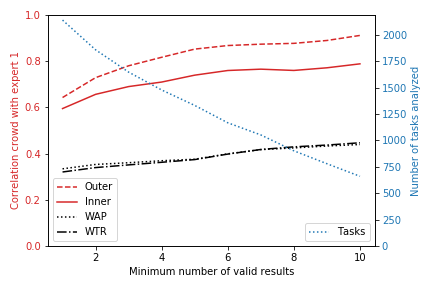 Correlation crowd with expert 1
1.0
0.8
0.6
0.4
0.2
0.0
Outer
Inner
WAP
WTR
Tasks
2000
1750
1500
1250
1000
750
500
250
0
Number of tasks analyzed
2 4 6 8 10
Minimum number of valid results